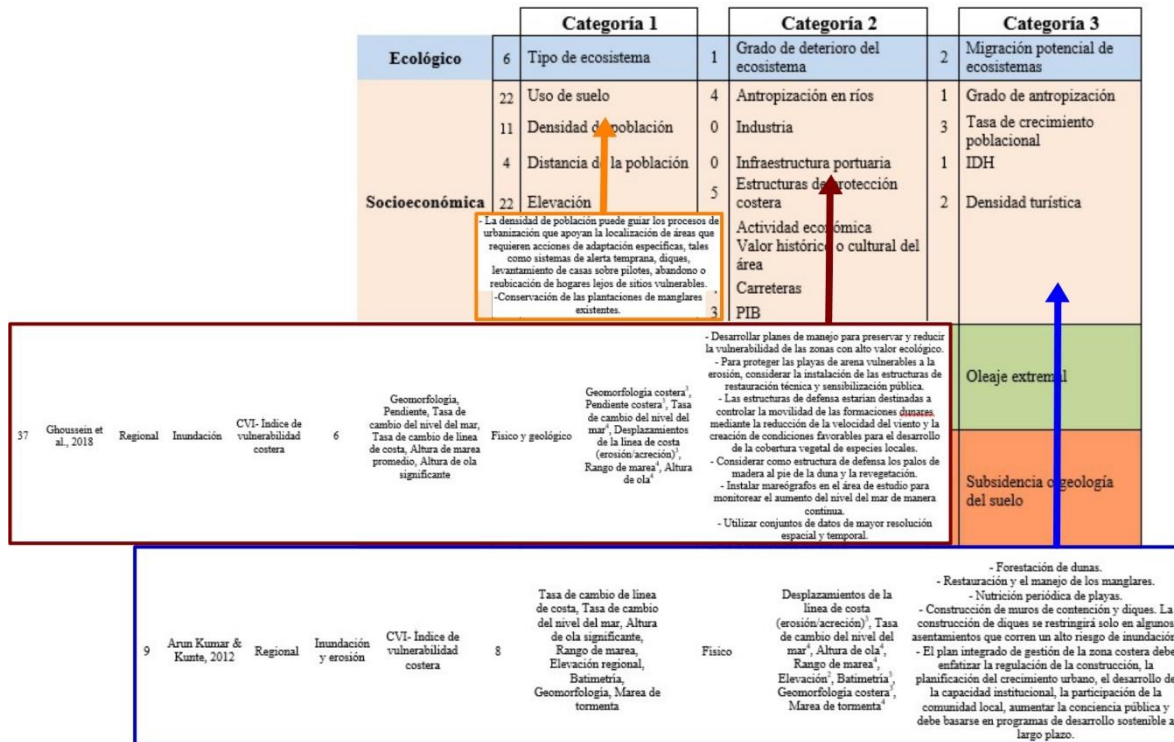 Categoría 1
Categoría 2
Categoría 3
Ecológico
6
Tipo de ecosistema
1
Grado de deterioro del
ecosistema
2
Migración potencial de
ecosistemas
Socioeconómica
22
Uso de suelo
4
Antropización en ríos
1
Grado de antropización
11
Densidad de población
0
Industria
3
Tasa de crecimiento
poblacional
4
Distancia de la población
0
Infraestructura portuaria
1
IDH
22
Elevación
5
Estructuras de protección
costera
2
Densidad turística
Actividad económica
Valor histórico o cultural del
área
Carreteras
3
PIB
- La densidad de población puede guiar los procesos de
urbanización que apoyan la localización de áreas que
requieren acciones de adaptación específicas, tales
como sistemas de alerta temprana, diques,
levantamiento de casas sobre pilotes, abandono o
reubicación de hogares lejos de sitios vulnerables.
-Conservación de las plantaciones de manglares
existentes.
Oleaje extremal
Subsidencia o geología
del suelo
37
Ghoussein
et al., 2018
Regional
Inundación
CVI- Índice de
vulnerabilidad
costera
6
Geomorfología,
Pendiente, Tasa de
cambio del nivel del mar,
Tasa de cambio de línea
de costa, Altura de marea
promedio, Altura de ola
significante
Físico y geológico
Geomorfología costera³,
Pendiente costera³, Tasa
de cambio del nivel del
mar⁴, Desplazamientos
de la línea de costa
(erosión/acreción)³,
Rango de marea⁴, Altura
de ola⁴
- Desarrollar planes de manejo para preservar y reducir
la vulnerabilidad de las zonas con alto valor ecológico.
- Para proteger las playas de arena vulnerables a la
erosión, considerar la instalación de las estructuras de
restauración técnica y sensibilización pública.
- Las estructuras de defensa estarían destinadas a
controlar la movilidad de las formaciones dunares,
mediante la reducción de la velocidad del viento y la
creación de condiciones favorables para el desarrollo
de la cobertura vegetal de especies locales.
- Considerar como estructura de defensa los palos de
madera al pie de la duna y la revegetación.
- Instalar mareógrafos en el área de estudio para
monitorear el aumento del nivel del mar de manera
continua.
- Utilizar conjuntos de datos de mayor resolución
espacial y temporal.
9
Arun Kumar &
Kunte, 2012
Regional
Inundación
y erosión
CVI- Índice de
vulnerabilidad
costera
8
Tasa de cambio de línea
de costa, Tasa de cambio
del nivel del mar, Altura
de ola significante,
Rango de marea,
Elevación regional,
Batimetría,
Geomorfología, Marea de
tormenta
Físico
Desplazamientos de la
línea de costa
(erosión/acreción)³, Tasa
de cambio del nivel del
mar⁴, Altura de ola⁴,
Rango de marea⁴,
Elevación², Batimetría³,
Geomorfología costera³,
Marea de tormenta⁴
- Forestación de dunas.
- Restauración y el manejo de los manglares.
- Nutrición periódica de playas.
- Construcción de muros de contención y diques. La
construcción de diques se restringirá solo en algunos
asentamientos que corren un alto riesgo de inundación
- El plan integrado de gestión de la zona costera debe
enfatizar la regulación de la construcción, la
planificación del crecimiento urbano, el desarrollo de
la capacidad institucional, la participación de la
comunidad local, aumentar la conciencia pública y
debe basarse en programas de desarrollo sostenible a
largo plazo.